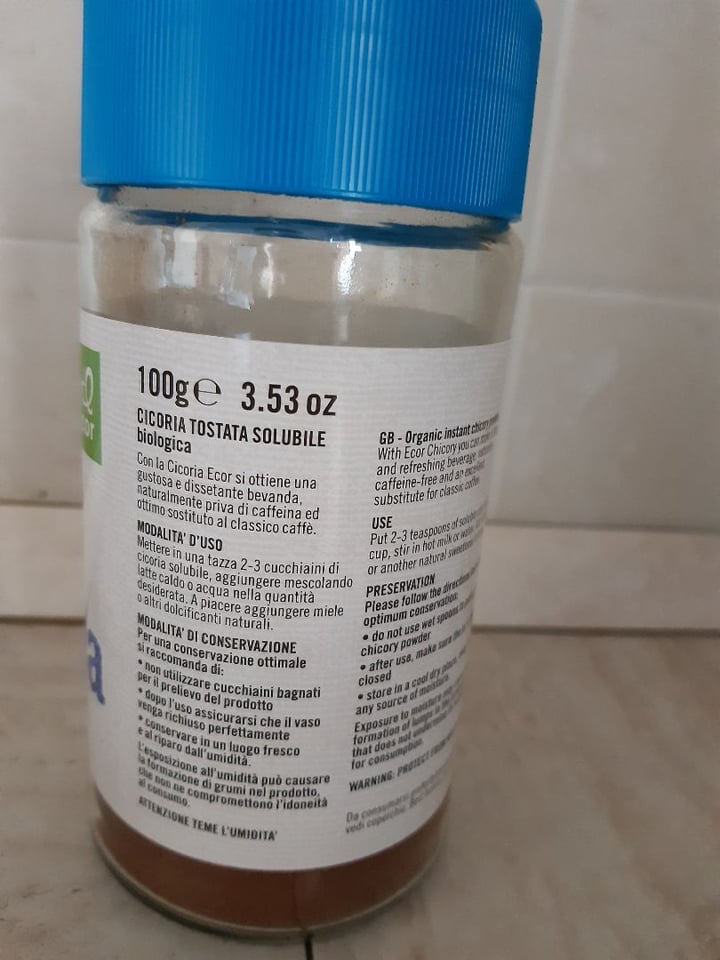 100g ℮ 3.53 oz
CICORIA TOSTATA SOLUBILE
biologica
Con la Cicoria Ecor si ottiene una
gustosa e dissetante bevanda,
naturalmente priva di caffeina ed
ottimo sostituto al classico caffè.
MODALITA' D'USO
Mettere in una tazza 2-3 cucchiaini di
cicoria solubile, aggiungere mescolando
latte caldo o acqua nella quantità
desiderata. A piacere aggiungere miele
o altri dolcificanti naturali.
MODALITA' DI CONSERVAZIONE
Per una conservazione ottimale
si raccomanda di:
• non utilizzare cucchiaini bagnati
per il prelievo del prodotto
• dopo l'uso assicurarsi che il vaso
venga richiuso perfettamente
• conservare in un luogo fresco
e al riparo dall'umidità.
L'esposizione all'umidità può causare
la formazione di grumi nel prodotto,
che non ne compromettono l'idoneità
al consumo.
ATTENZIONE TEME L'UMIDITA'
GB - Organic instant chicory
With Ecor Chicory you can
and refreshing beverage,
caffeine-free and an excellent
substitute for classic coffee
USE
Put 2-3 teaspoons of
cup, stir in hot milk or
or another natural
PRESERVATION
Please follow the
optimum conservation:
• do not use wet spoons
chicory powder
• after use, make sure the
closed
• store in a cool dry
any source of moisture.
Exposure to moisture
formation of lumps in the
that does not undermine
for consumption.
WARNING: PROTECT FROM
Da consumarsi
vedi coperchio.
a